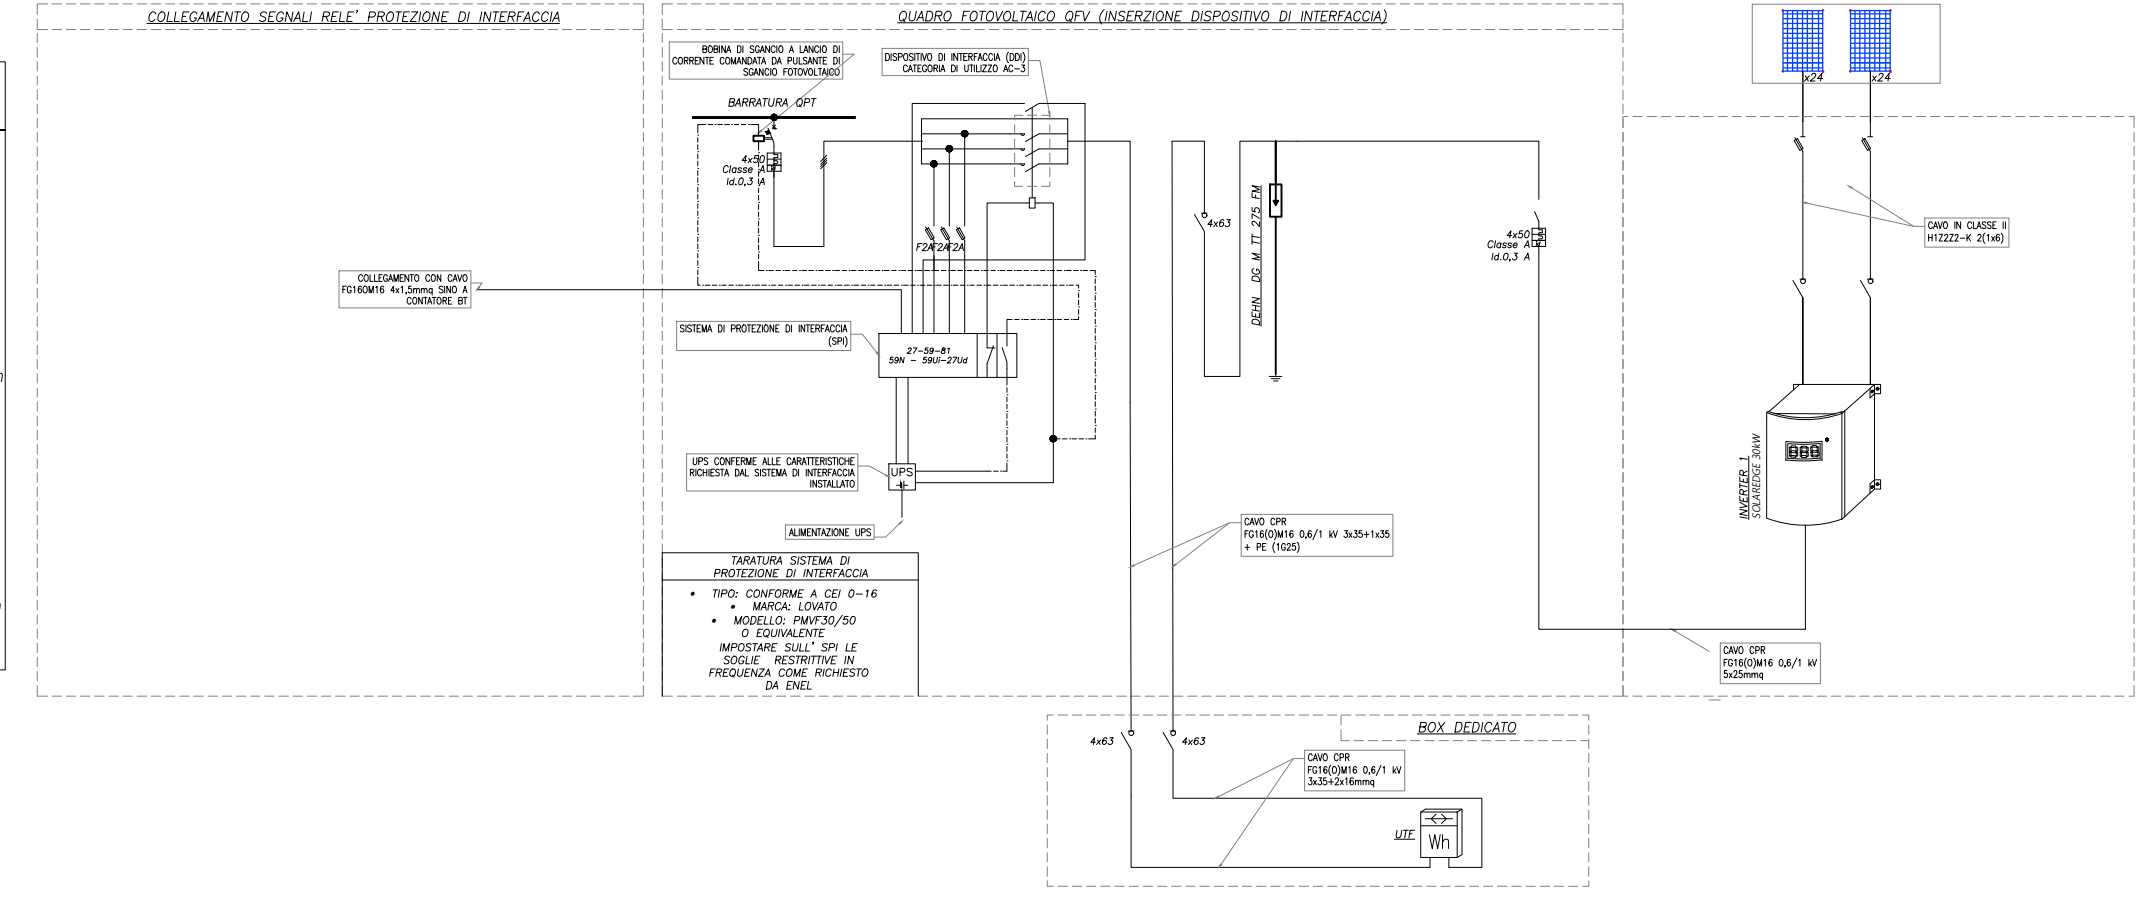 COLLEGAMENTO SEGNALI RELE' PROTEZIONE DI INTERFACCIA
COLLEGAMENTO CON CAVO
FG16OM16 4x1,5mmq SINO A
CONTATORE BT
QUADRO FOTOVOLTAICO QFV (INSERZIONE DISPOSITIVO DI INTERFACCIA)
BOBINA DI SGANCIO A LANCIO DI
CORRENTE COMANDATA DA PULSANTE DI
SGANCIO FOTOVOLTAICO
DISPOSITIVO DI INTERFACCIA (DDI)
CATEGORIA DI UTILIZZO AC-3
BARRATURA QPT
4x50
Classe A
Id.0,3 A
F2A F2A F2A
SISTEMA DI PROTEZIONE DI INTERFACCIA
(SPI)
27-59-81
59N - 59Ui-27Ud
UPS CONFORME ALLE CARATTERISTICHE
RICHIESTA DAL SISTEMA DI INTERFACCIA
INSTALLATO
UPS
ALIMENTAZIONE UPS
TARATURA SISTEMA DI
PROTEZIONE DI INTERFACCIA
• TIPO: CONFORME A CEI 0-16
• MARCA: LOVATO
• MODELLO: PMVF30/50
O EQUIVALENTE
IMPOSTARE SULL' SPI LE
SOGLIE RESTRITTIVE IN
FREQUENZA COME RICHIESTO
DA ENEL
4x63
DEHN DG M TT 275 FM
4x50
Classe A
Id.0,3 A
CAVO CPR
FG16(O)M16 0,6/1 kV 3x35+1x35
+ PE (1G25)
x24
x24
CAVO IN CLASSE II
H1Z2Z2-K 2(1x6)
INVERTER 1
SOLAREDGE 30kW
CAVO CPR
FG16(O)M16 0,6/1 kV
5x25mmq
BOX DEDICATO
4x63
4x63
CAVO CPR
FG16(O)M16 0,6/1 kV
3x35+2x16mmq
UTF
Wh